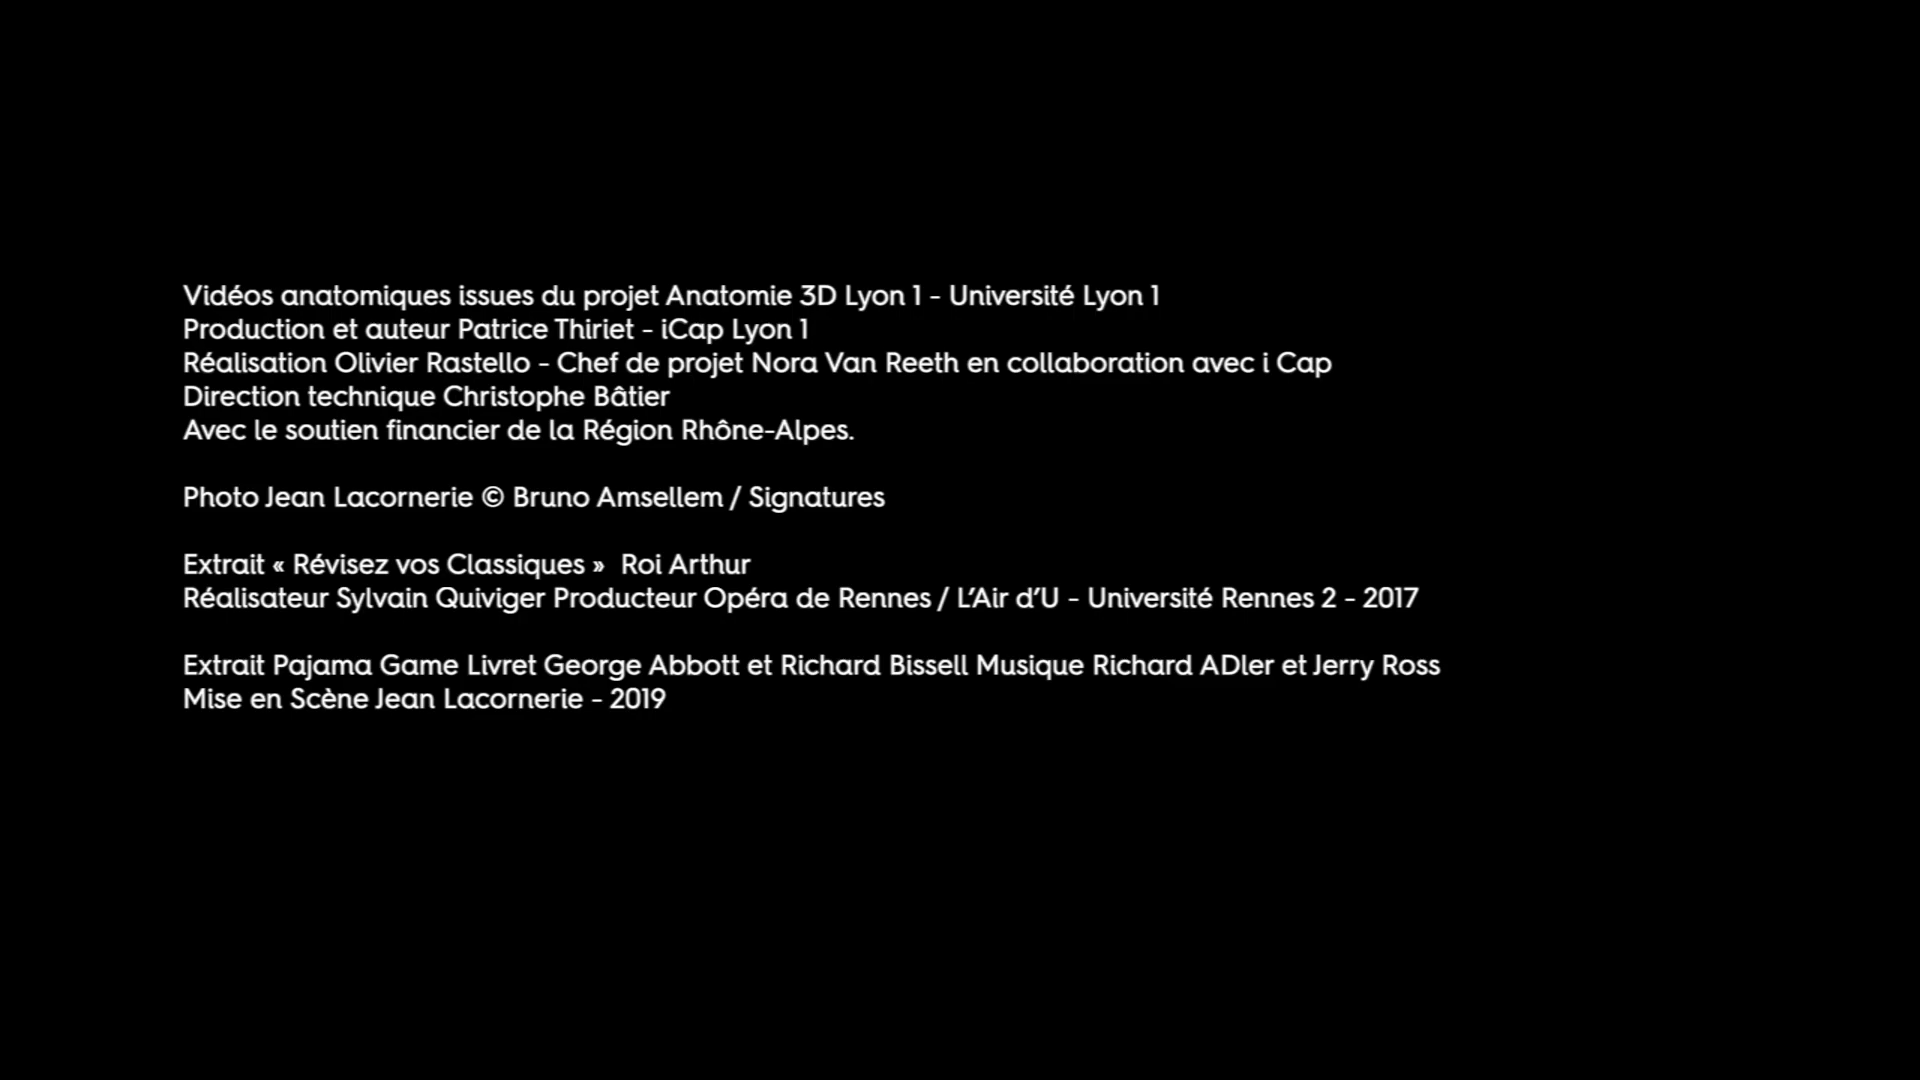 Vidéos anatomiques issues du projet Anatomie 3D Lyon 1 - Université Lyon 1
Production et auteur Patrice Thiriet - iCap Lyon 1
Réalisation Olivier Rastello - Chef de projet Nora Van Reeth en collaboration avec i Cap
Direction technique Christophe Bâtier
Avec le soutien financier de la Région Rhône-Alpes.
Photo Jean Lacornerie © Bruno Amsellem / Signatures
Extrait « Révisez vos Classiques »  Roi Arthur
Réalisateur Sylvain Quiviger Producteur Opéra de Rennes / L’Air d’U - Université Rennes 2 - 2017
Extrait Pajama Game Livret George Abbott et Richard Bissell Musique Richard ADler et Jerry Ross
Mise en Scène Jean Lacornerie - 2019